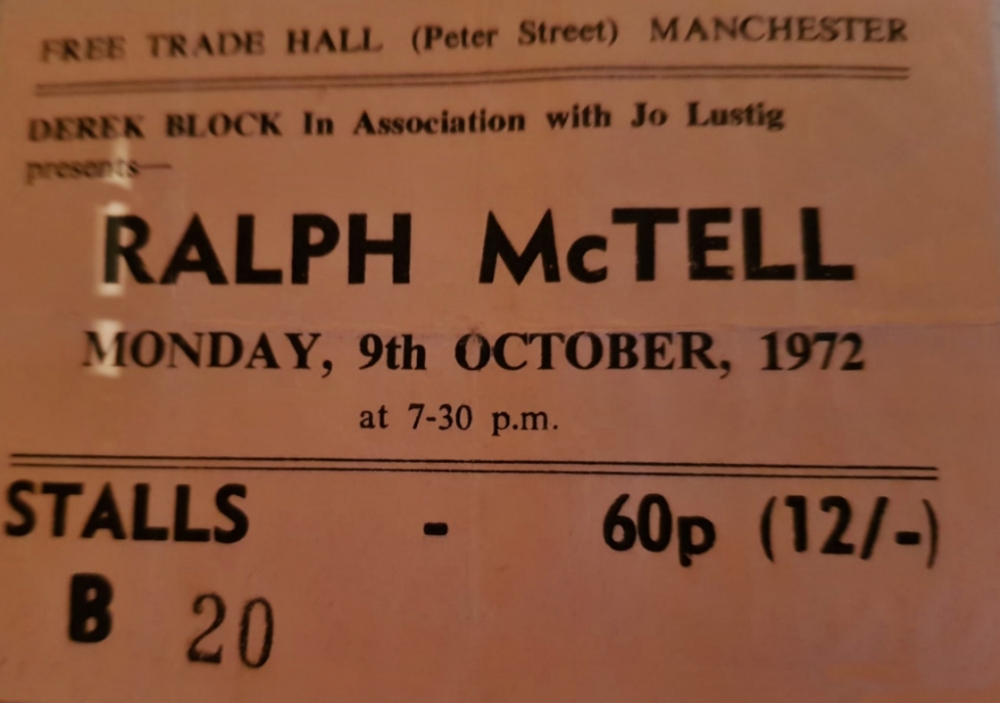 FREE TRADE HALL (Peter Street) MANCHESTER
DEREK BLOCK In Association with Jo Lustig
presents—
RALPH McTELL
MONDAY, 9th OCTOBER, 1972
at 7-30 p.m.
STALLS - 60p (12/-)
B 20